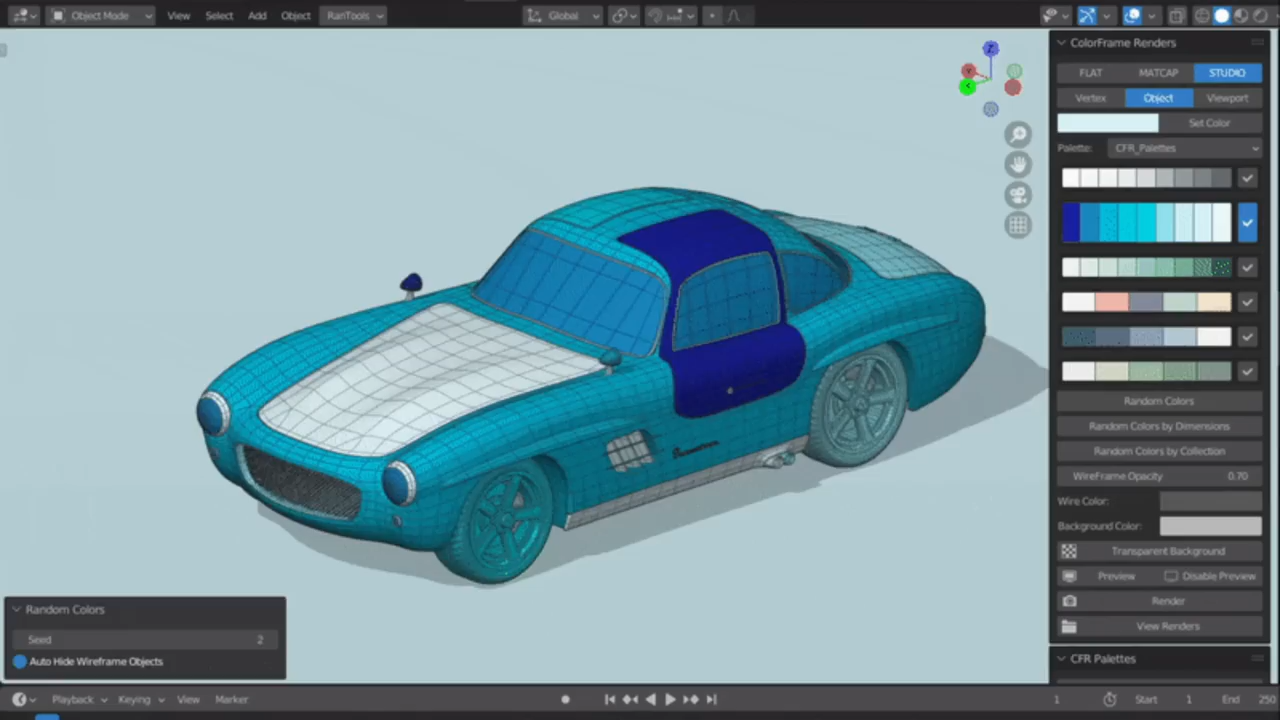 Object Mode View Select Add Object RanTools Global
ColorFrame Renders
FLAT MATCAP STUDIO
Vertex Object Viewport
Set Color
Palette: CFR_Palettes
Random Colors
Random Colors by Dimensions
Random Colors by Collection
WireFrame Opacity 0.70
Wire Color:
Background Color:
Transparent Background
Preview Disable Preview
Render
View Renders
CFR Palettes
Z
Random Colors
Seed 2
Auto Hide Wireframe Objects
Playback Keying View Marker 1 Start 1 End 250